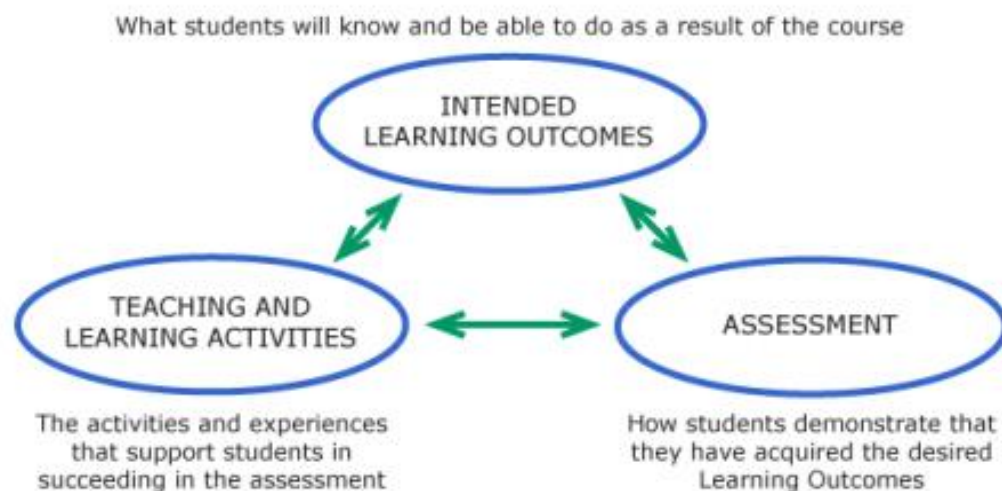 What students will know and be able to do as a result of the course
INTENDED
LEARNING OUTCOMES
TEACHING AND
LEARNING ACTIVITIES
ASSESSMENT
The activities and experiences
that support students in
succeeding in the assessment
How students demonstrate that
they have acquired the desired
Learning Outcomes